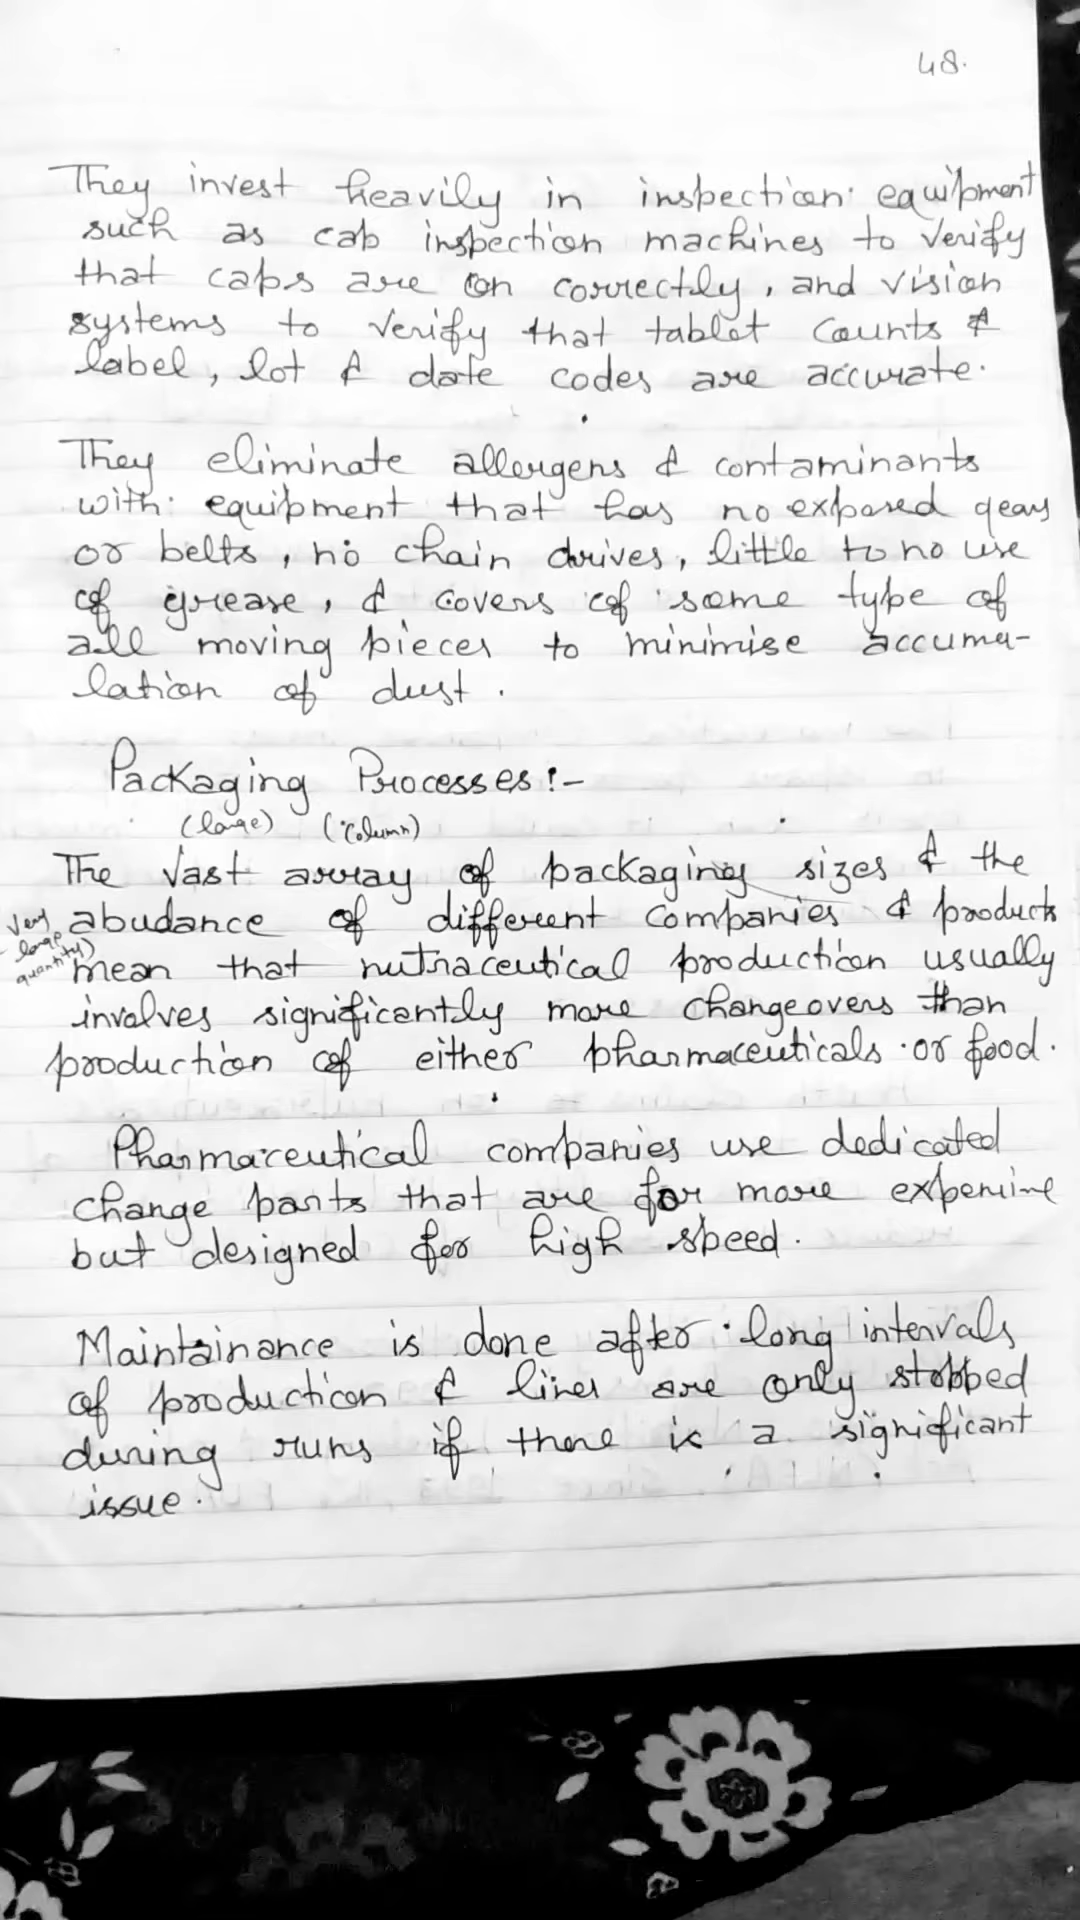 48.
They invest heavily in inspection equipment
such as cap inspection machines to verify
that caps are on correctly, and vision
systems to verify that tablet counts &
label, lot & date codes are accurate.
They eliminate allergens & contaminants
with equipment that has no exposed gears
or belts, no chain drives, little to no use
of grease, & covers of some type of
all moving pieces to minimise accumu-
lation of dust.
Packaging Processes :-
(large) (column)
The vast array of packaging sizes & the
abudance of different companies & products
(very large quantity)
mean that nutraceutical production usually
involves significantly more changeovers than
production of either pharmaceuticals or food.
Pharmaceutical companies use dedicated
change parts that are far more expensive
but designed for high speed.
Maintainance is done after long intervals
of production & lines are only stopped
during runs if there is a significant
issue.